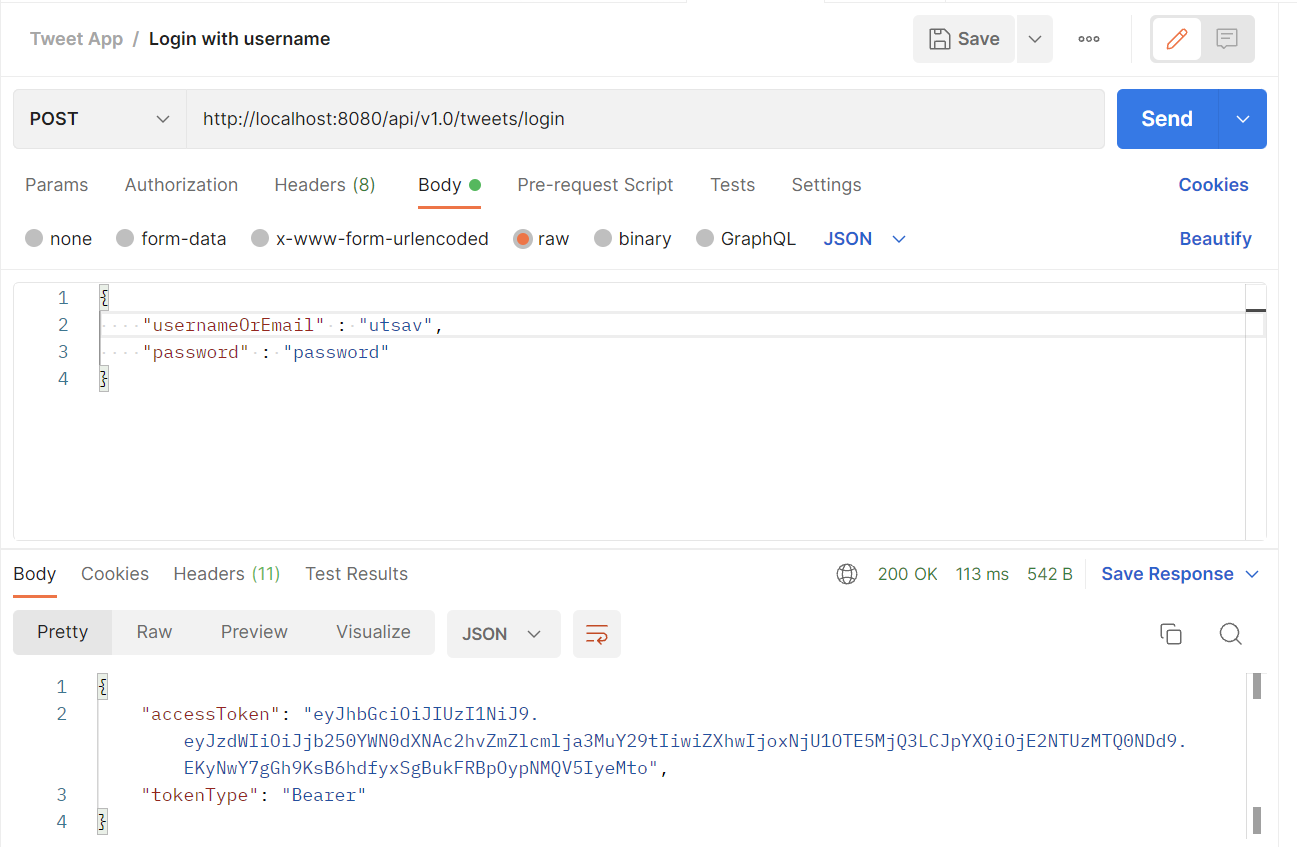 Tweet App / Login with username
Save
POST
http://localhost:8080/api/v1.0/tweets/login
Send
Params Authorization Headers (8) Body Pre-request Script Tests Settings Cookies
none form-data x-www-form-urlencoded raw binary GraphQL JSON Beautify
1 {
2 ····"usernameOrEmail"·:·"utsav",
3 ····"password"·:·"password"
4 }
Body Cookies Headers (11) Test Results 200 OK 113 ms 542 B Save Response
Pretty Raw Preview Visualize JSON
1 {
2 "accessToken": "eyJhbGciOiJIUzI1NiJ9.
eyJzdWIiOiJjb250YWN0dXNAc2hvZmZlcmlja3MuY29tIiwiZXhwIjoxNjU1OTE5MjQ3LCJpYXQiOjE2NTUzMTQ0NDd9.
EKyNwY7gGh9KsB6hdfyxSgBukFRBpOypNMQV5IyeMto",
3 "tokenType": "Bearer"
4 }